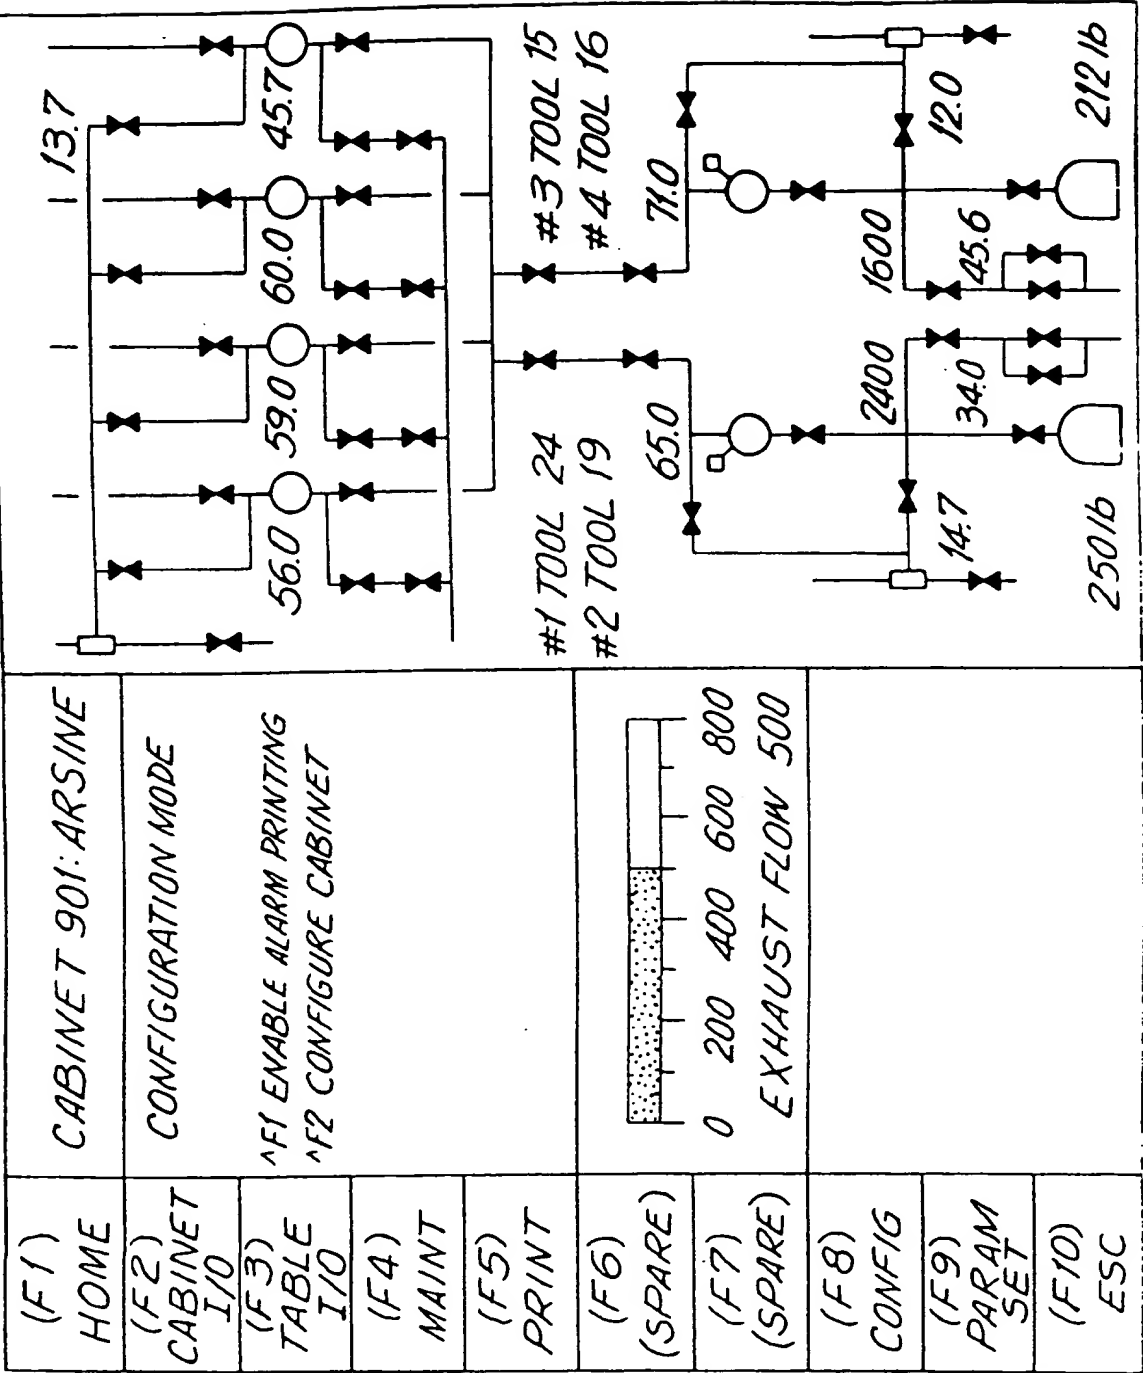 (F1)
HOME
(F2)
CABINET
I/O
(F3)
TABLE
I/O
(F4)
MAINT
(F5)
PRINT
(F6)
(SPARE)
(F7)
(SPARE)
(F8)
CONFIG
(F9)
PARAM
SET
(F10)
ESC
CABINET 901: ARSINE
CONFIGURATION MODE
^F1 ENABLE ALARM PRINTING
^F2 CONFIGURE CABINET
0 200 400 600 800
EXHAUST FLOW 500
13.7
56.0 59.0 60.0 45.7
#1 TOOL 24
#2 TOOL 19
#3 TOOL 15
#4 TOOL 16
65.0 71.0
2400 1600
14.7 34.0 45.6 12.0
250 lb 212 lb